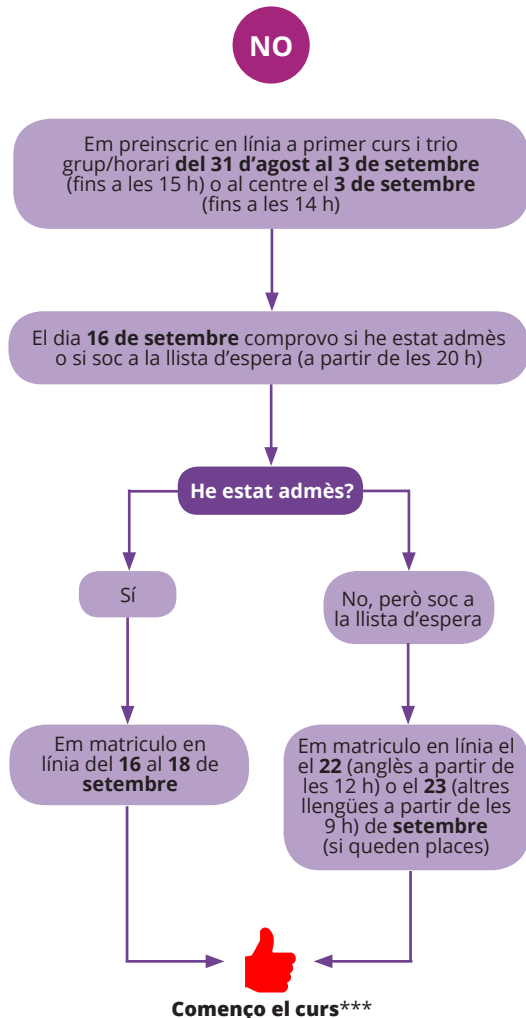 NO
Em preinscric en línia a primer curs i trio
grup/horari del 31 d'agost al 3 de setembre
(fins a les 15 h) o al centre el 3 de setembre
(fins a les 14 h)
El dia 16 de setembre comprovo si he estat admès
o si soc a la llista d'espera (a partir de les 20 h)
He estat admès?
Sí
No, però soc a
la llista d'espera
Em matriculo en
línia del 16 al 18 de
setembre
Em matriculo en línia el
el 22 (anglès a partir de
les 12 h) o el 23 (altres
llengües a partir de les
9 h) de setembre
(si queden places)
Començo el curs***